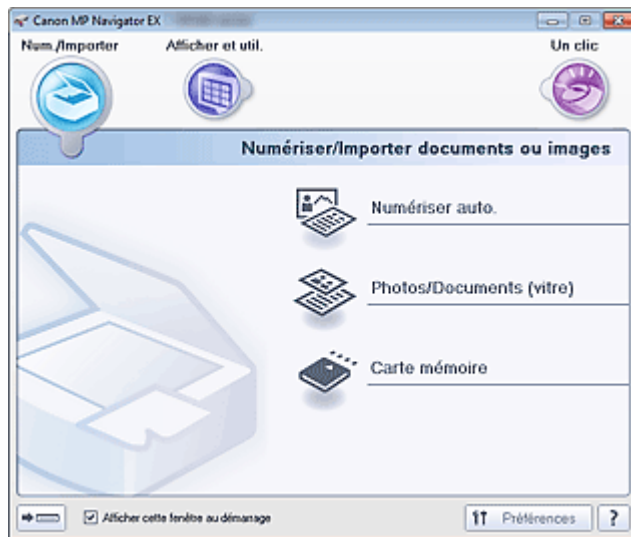 Canon MP Navigator EX
Num./Importer
Afficher et util.
Un clic
Numériser/Importer documents ou images
Numériser auto.
Photos/Documents (vitre)
Carte mémoire
Afficher cette fenêtre au démarrage
Préférences
?